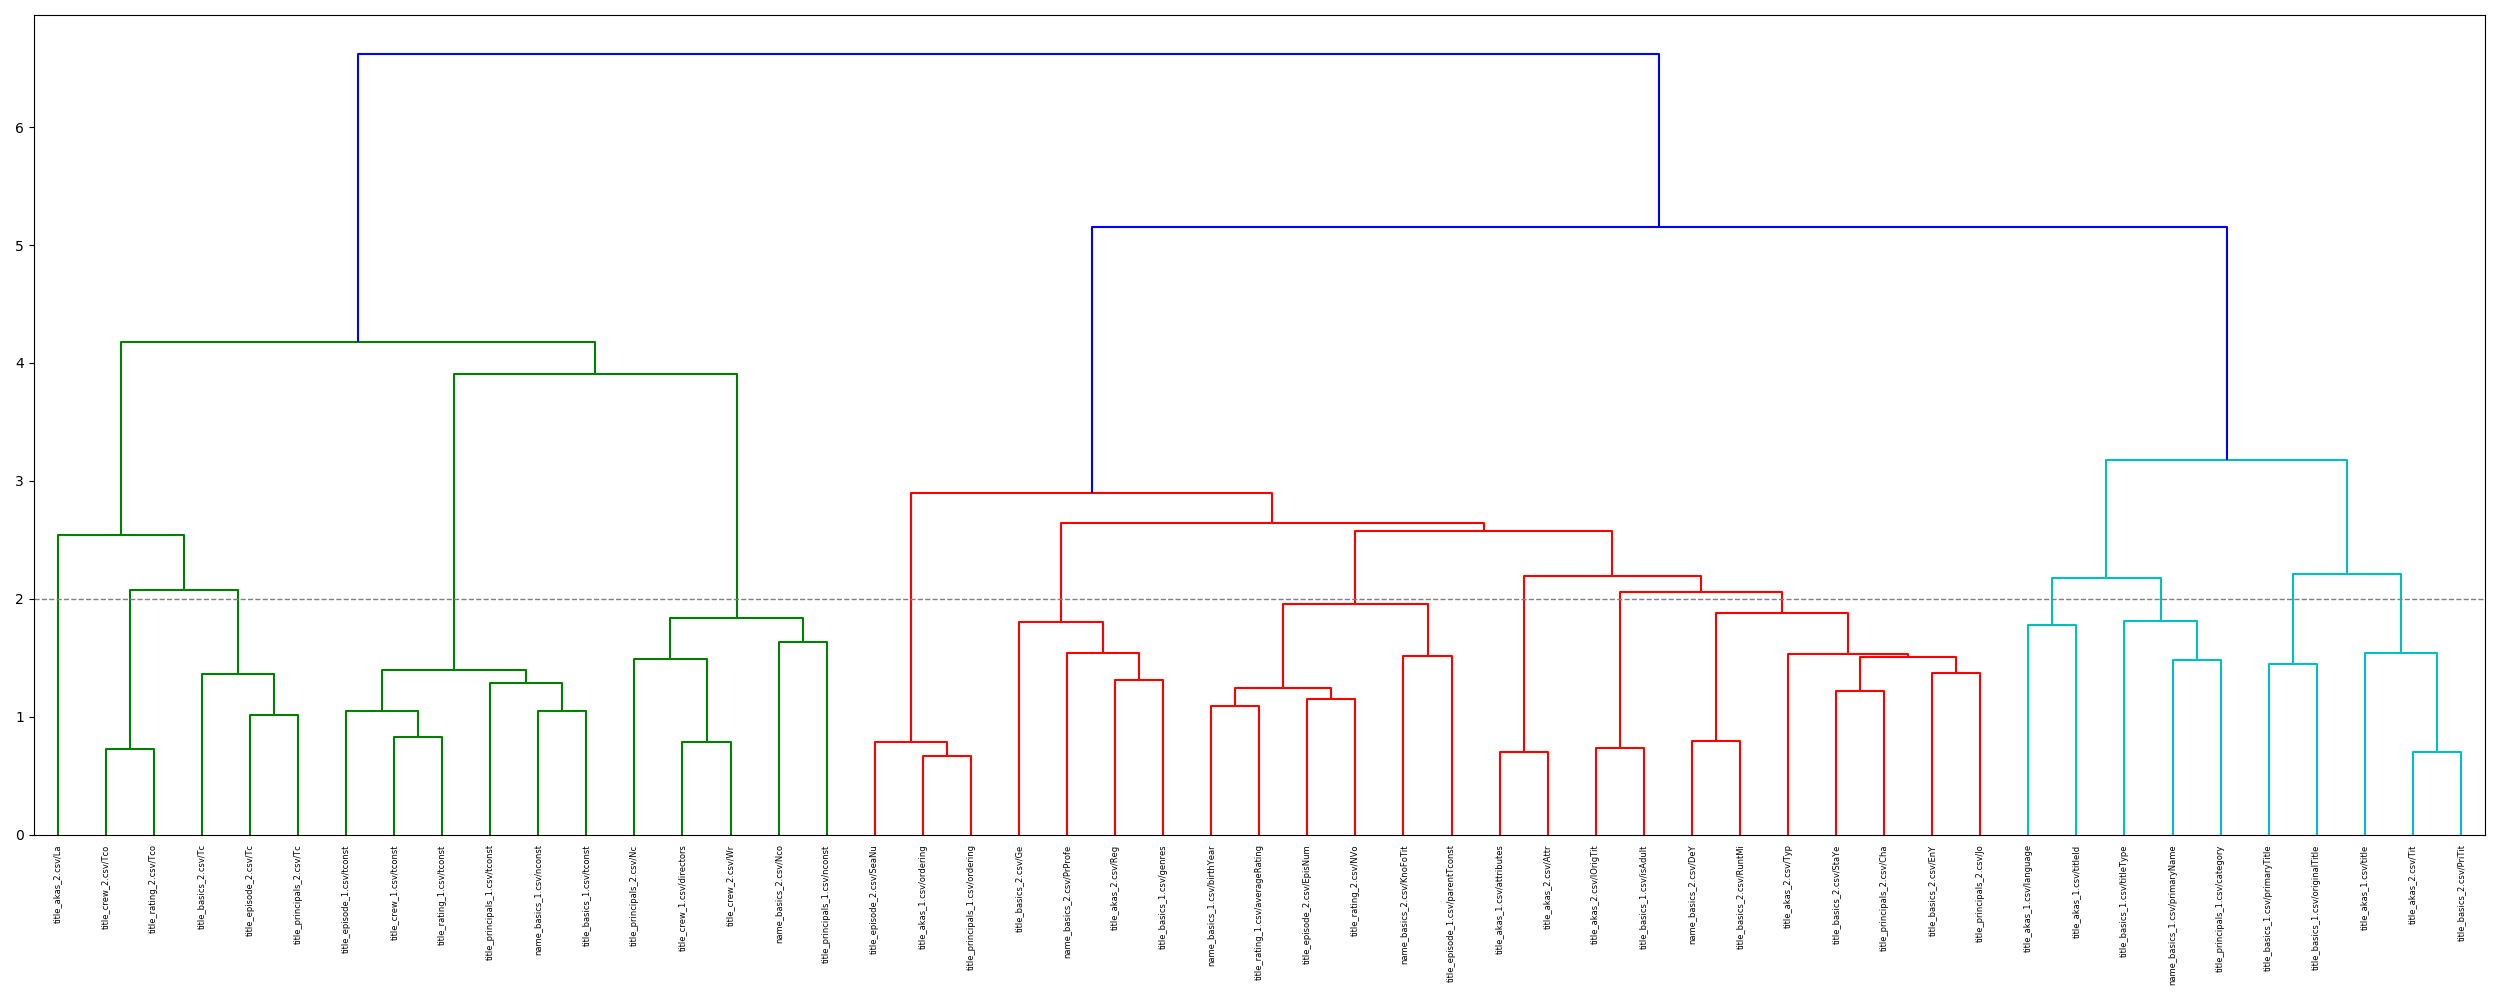 6
5
4
3
2
1
0
title_akas_2.csv/La
title_crew_2.csv/Tco
title_rating_2.csv/Tco
title_basics_2.csv/Tc
title_episode_2.csv/Tc
title_principals_2.csv/Tc
title_episode_1.csv/tconst
title_crew_1.csv/tconst
title_rating_1.csv/tconst
title_principals_1.csv/tconst
name_basics_1.csv/nconst
title_basics_1.csv/tconst
title_principals_2.csv/Nc
title_crew_1.csv/directors
title_crew_2.csv/Wr
name_basics_2.csv/Nco
title_principals_1.csv/nconst
title_episode_2.csv/SeaNu
title_akas_1.csv/ordering
title_principals_1.csv/ordering
title_basics_2.csv/Ge
name_basics_2.csv/PrProfe
title_akas_2.csv/Reg
title_basics_1.csv/genres
name_basics_1.csv/birthYear
title_rating_1.csv/averageRating
title_episode_2.csv/EpisNum
title_rating_2.csv/NVo
name_basics_2.csv/KnoFoTit
title_episode_1.csv/parentTconst
title_akas_1.csv/attributes
title_akas_2.csv/Attr
title_akas_2.csv/IOrigTit
title_basics_1.csv/isAdult
name_basics_2.csv/DeY
title_basics_2.csv/RuntMi
title_akas_2.csv/Typ
title_basics_2.csv/StaYe
title_principals_2.csv/Cha
title_basics_2.csv/EnY
title_principals_2.csv/Jo
title_akas_1.csv/language
title_akas_1.csv/titleId
title_basics_1.csv/titleType
name_basics_1.csv/primaryName
title_principals_1.csv/category
title_basics_1.csv/primaryTitle
title_basics_1.csv/originalTitle
title_akas_1.csv/title
title_akas_2.csv/Tit
title_basics_2.csv/PriTit